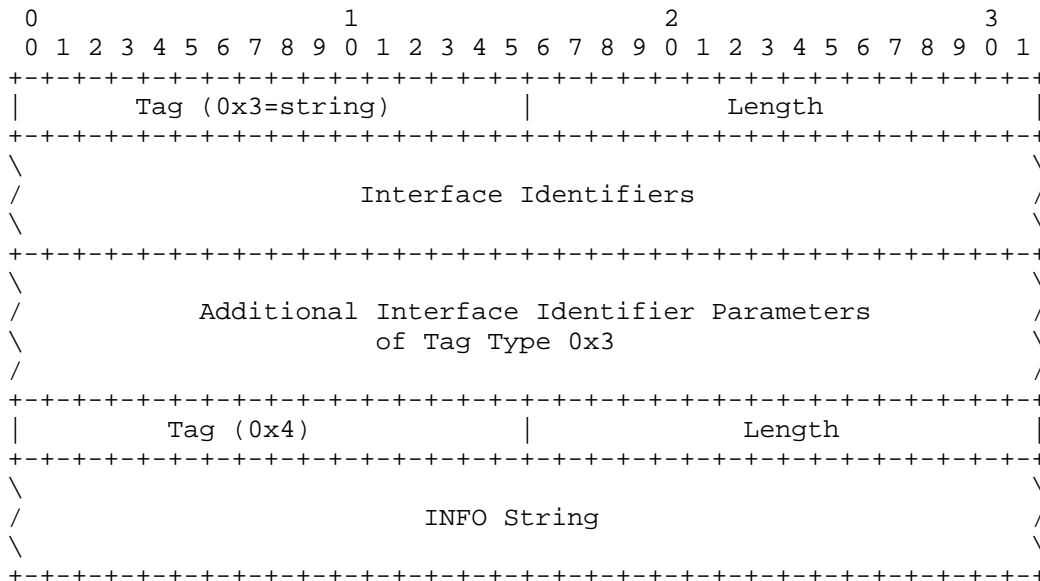 0                   1                   2                   3
 0 1 2 3 4 5 6 7 8 9 0 1 2 3 4 5 6 7 8 9 0 1 2 3 4 5 6 7 8 9 0 1
+-+-+-+-+-+-+-+-+-+-+-+-+-+-+-+-+-+-+-+-+-+-+-+-+-+-+-+-+-+-+-+-+
|       Tag (0x3=string)        |            Length             |
+-+-+-+-+-+-+-+-+-+-+-+-+-+-+-+-+-+-+-+-+-+-+-+-+-+-+-+-+-+-+-+-+
\                                                               \
/                     Interface Identifiers                     /
\                                                               \
+-+-+-+-+-+-+-+-+-+-+-+-+-+-+-+-+-+-+-+-+-+-+-+-+-+-+-+-+-+-+-+-+
\                                                               \
/           Additional Interface Identifier Parameters          /
\                      of Tag Type 0x3                          \
/                                                               /
+-+-+-+-+-+-+-+-+-+-+-+-+-+-+-+-+-+-+-+-+-+-+-+-+-+-+-+-+-+-+-+-+
|         Tag (0x4)             |             Length            |
+-+-+-+-+-+-+-+-+-+-+-+-+-+-+-+-+-+-+-+-+-+-+-+-+-+-+-+-+-+-+-+-+
\                                                               \
/                         INFO String                           /
\                                                               \
+-+-+-+-+-+-+-+-+-+-+-+-+-+-+-+-+-+-+-+-+-+-+-+-+-+-+-+-+-+-+-+-+